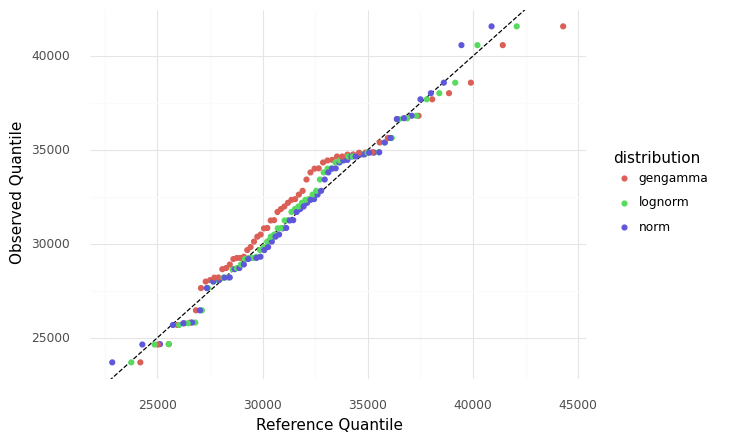 40000
35000
30000
25000
Observed Quantile
25000
30000
35000
40000
45000
Reference Quantile
distribution
gengamma
lognorm
norm